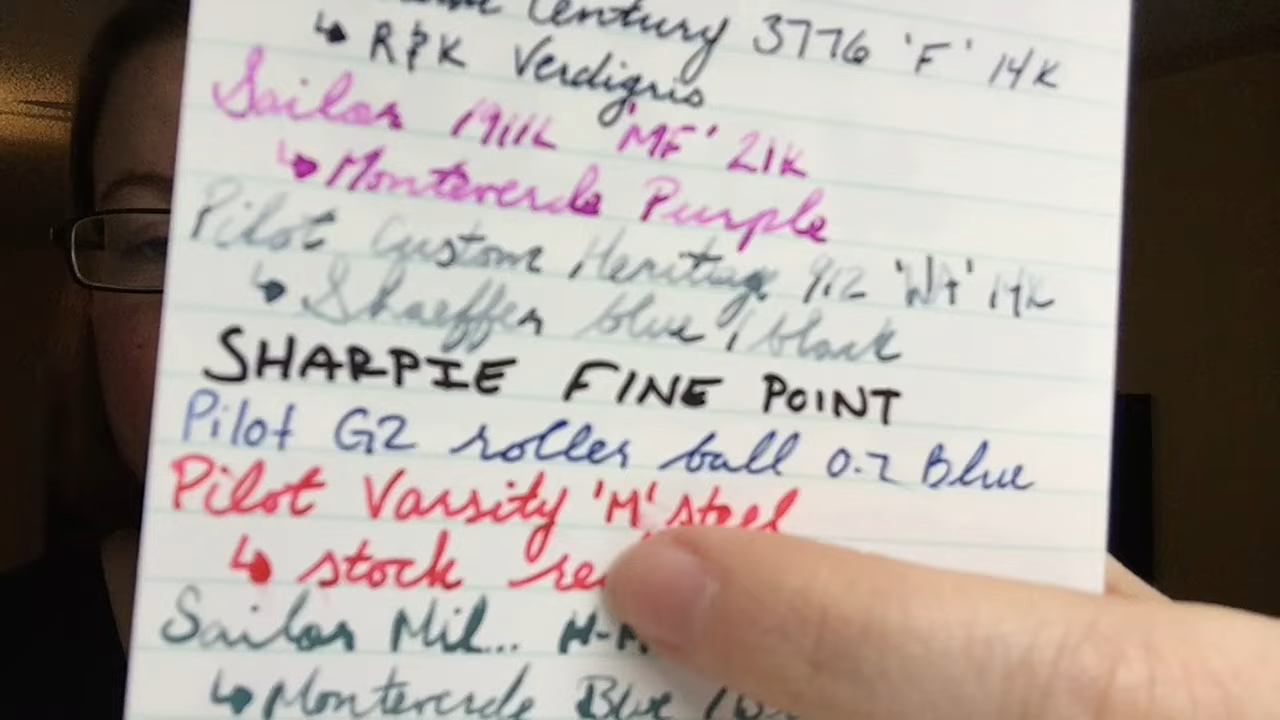 Century 3776 'F' 14K
↳ R&K Verdigris
Sailor 1911L 'MF' 21K
↳ Monteverde Purple
Pilot Custom Heritage 912 'WA' 14K
↳ Shaeffer blue/black
SHARPIE FINE POINT
Pilot G2 roller ball 0.7 Blue
Pilot Varsity 'M' steel
↳ stock
Sailor Mil...
↳ Monteverde Blue /